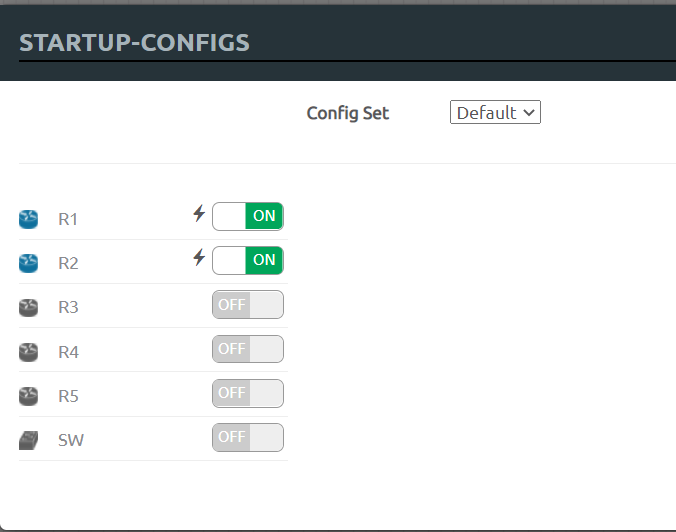 STARTUP-CONFIGS
Config Set Default
R1 ON
R2 ON
R3 OFF
R4 OFF
R5 OFF
SW OFF